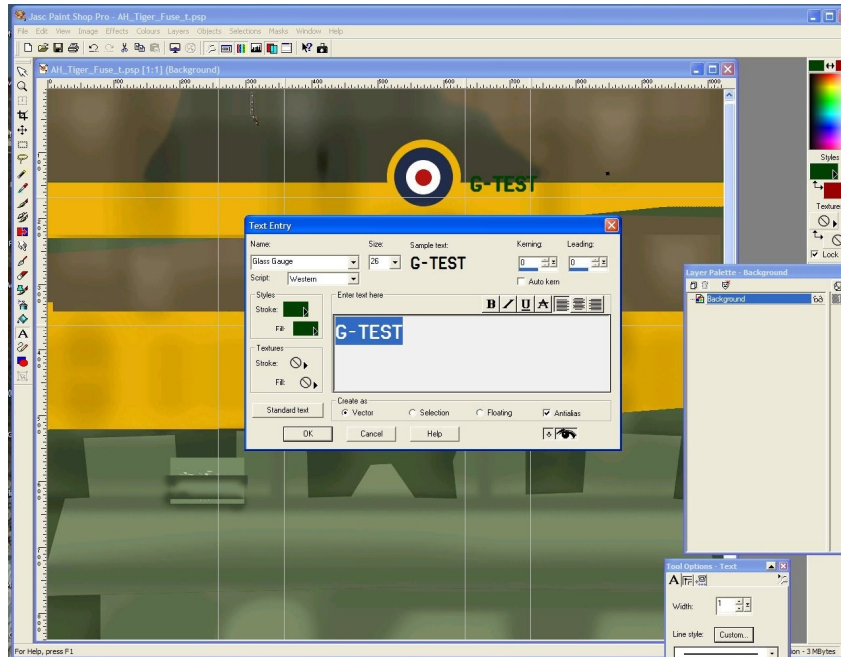 Jasc Paint Shop Pro - AH_Tiger_Fuse_t.psp
File Edit View Image Effects Colours Layers Objects Selections Masks Window Help
AH_Tiger_Fuse_t.psp [1:1] (Background)
G-TEST
Text Entry
Name:
Size:
Sample text:
Kerning:
Leading:
Glass Gauge
26
G-TEST
0
0
Script:
Western
Auto kern
Styles
Stroke:
Fill:
Enter text here
B I U A
G-TEST
Textures
Stroke:
Fill:
Standard text
Create as
Vector
Selection
Floating
Antialias
OK
Cancel
Help
Styles
Textures
Lock
Layer Palette - Background
Background
Tool Options - Text
Width:
1
Line style:
Custom...
For Help, press F1
on - 3 MBytes